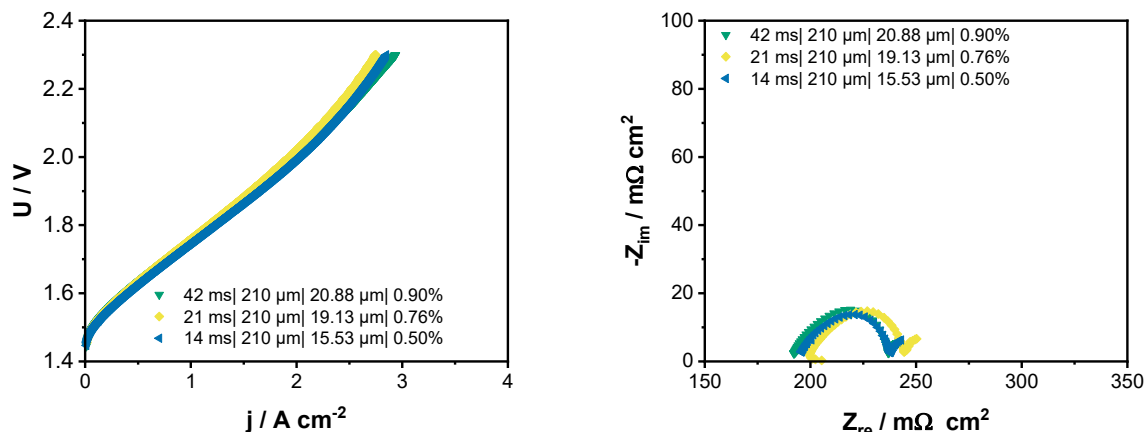 2.4
2.2
2.0
1.8
1.6
1.4
U / V
42 ms| 210 µm| 20.88 µm| 0.90%
21 ms| 210 µm| 19.13 µm| 0.76%
14 ms| 210 µm| 15.53 µm| 0.50%
0 1 2 3 4
j / A cm-2
100
80
60
40
20
0
-Zim / mΩ cm2
42 ms| 210 µm| 20.88 µm| 0.90%
21 ms| 210 µm| 19.13 µm| 0.76%
14 ms| 210 µm| 15.53 µm| 0.50%
150 200 250 300 350
Zre / mΩ cm2